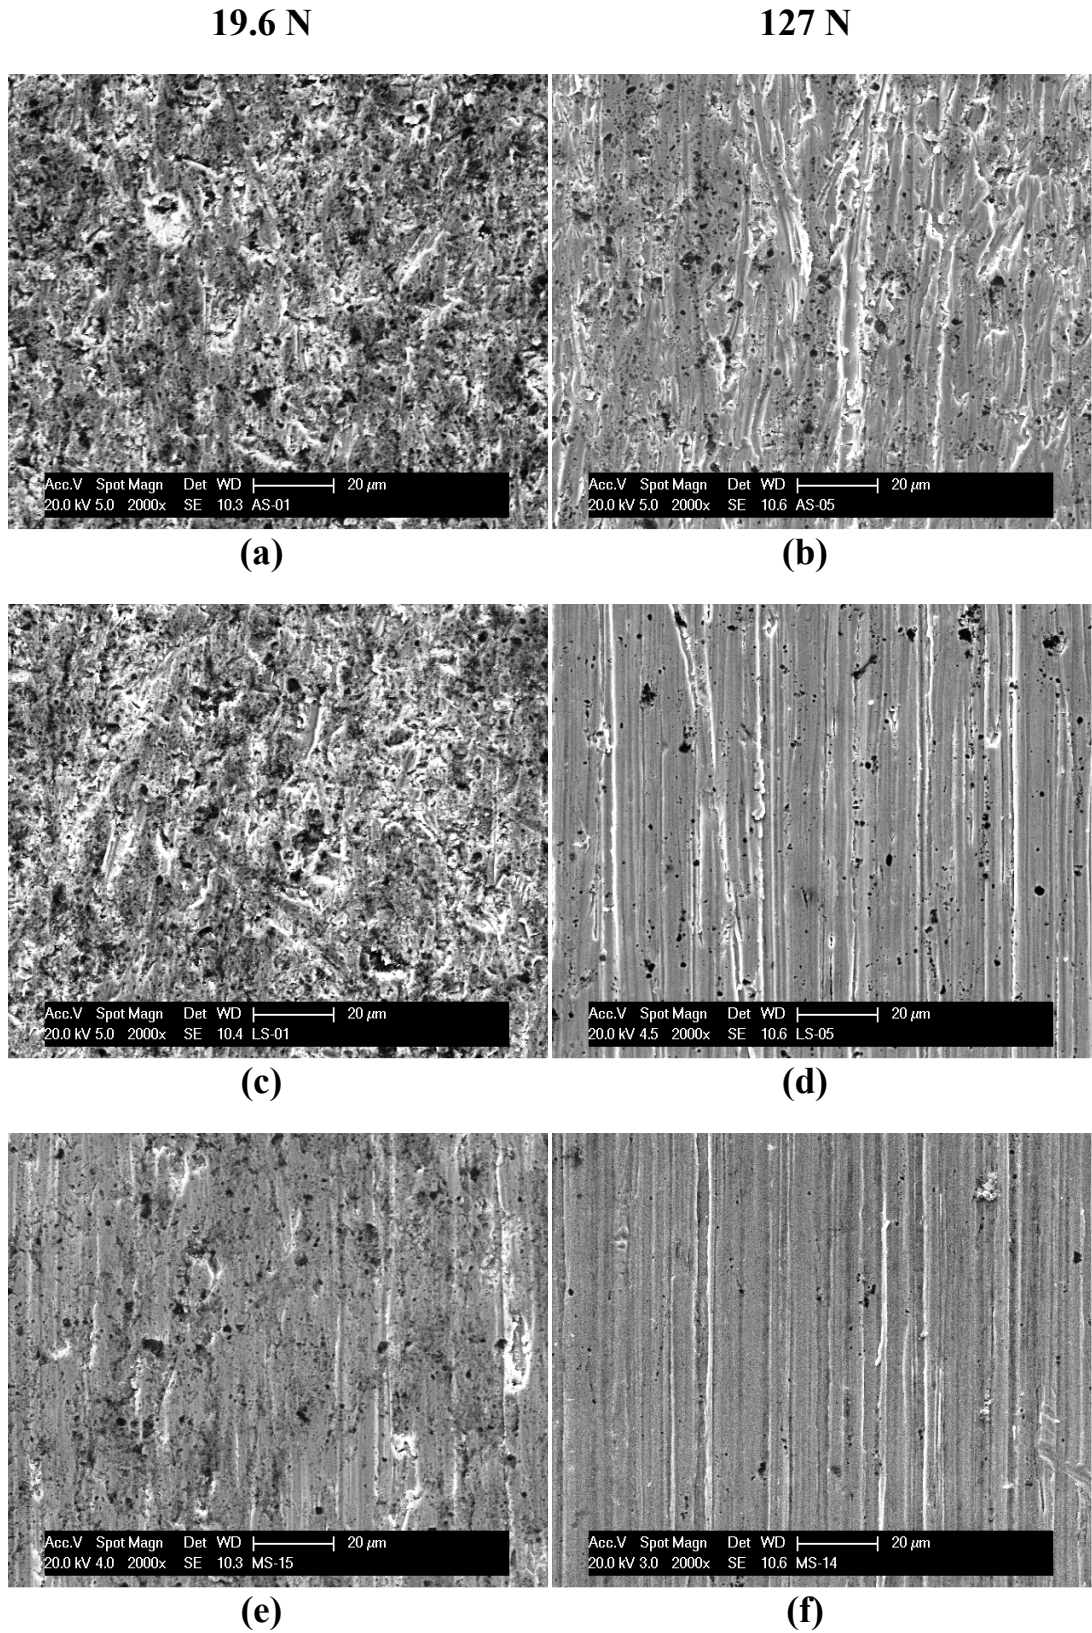 19.6 N 127 N
Acc.V Spot Magn Det WD 20 µm
20.0 kV 5.0 2000x SE 10.3 AS-01
Acc.V Spot Magn Det WD 20 µm
20.0 kV 5.0 2000x SE 10.6 AS-05
(a) (b)
Acc.V Spot Magn Det WD 20 µm
20.0 kV 5.0 2000x SE 10.4 LS-01
Acc.V Spot Magn Det WD 20 µm
20.0 kV 4.5 2000x SE 10.6 LS-05
(c) (d)
Acc.V Spot Magn Det WD 20 µm
20.0 kV 4.0 2000x SE 10.3 MS-15
Acc.V Spot Magn Det WD 20 µm
20.0 kV 3.0 2000x SE 10.6 MS-14
(e) (f)